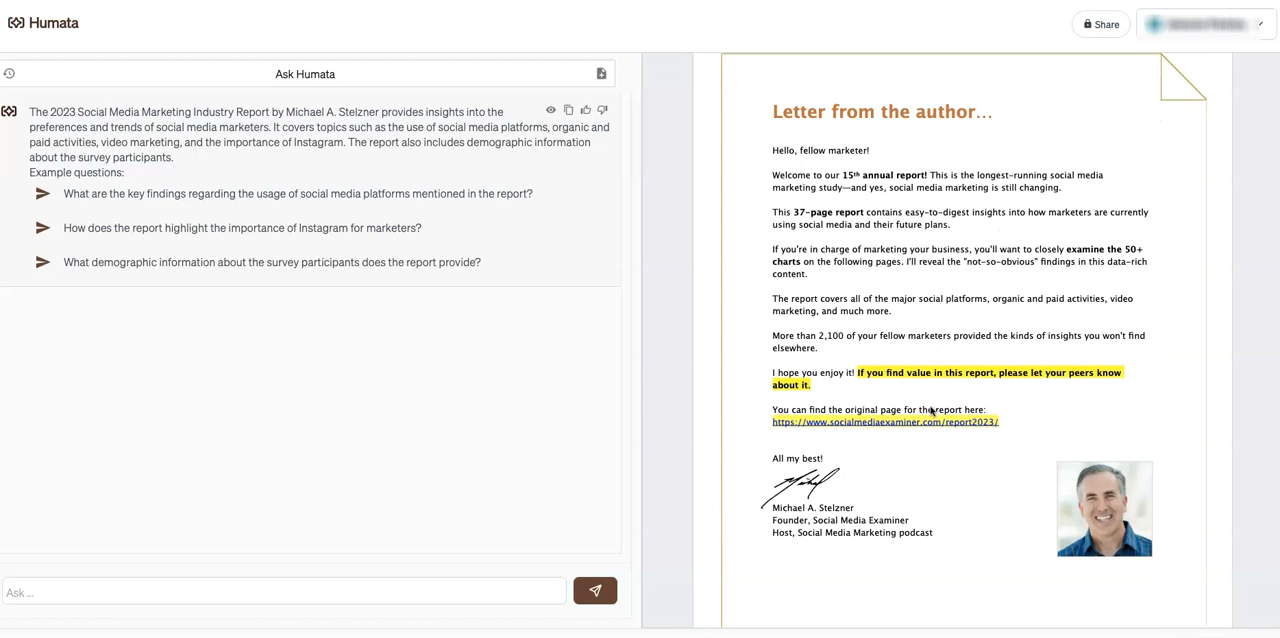 Humata
Share
Ask Humata
The 2023 Social Media Marketing Industry Report by Michael A. Stelzner provides insights into the
preferences and trends of social media marketers. It covers topics such as the use of social media platforms, organic and
paid activities, video marketing, and the importance of Instagram. The report also includes demographic information
about the survey participants.
Example questions:
What are the key findings regarding the usage of social media platforms mentioned in the report?
How does the report highlight the importance of Instagram for marketers?
What demographic information about the survey participants does the report provide?
Ask ...
Letter from the author...
Hello, fellow marketer!
Welcome to our 15th annual report! This is the longest-running social media
marketing study—and yes, social media marketing is still changing.
This 37-page report contains easy-to-digest insights into how marketers are currently
using social media and their future plans.
If you're in charge of marketing your business, you'll want to closely examine the 50+
charts on the following pages. I'll reveal the "not-so-obvious" findings in this data-rich
content.
The report covers all of the major social platforms, organic and paid activities, video
marketing, and much more.
More than 2,100 of your fellow marketers provided the kinds of insights you won't find
elsewhere.
I hope you enjoy it! If you find value in this report, please let your peers know
about it.
You can find the original page for the report here:
https://www.socialmediaexaminer.com/report2023/
All my best!
Michael A. Stelzner
Founder, Social Media Examiner
Host, Social Media Marketing podcast